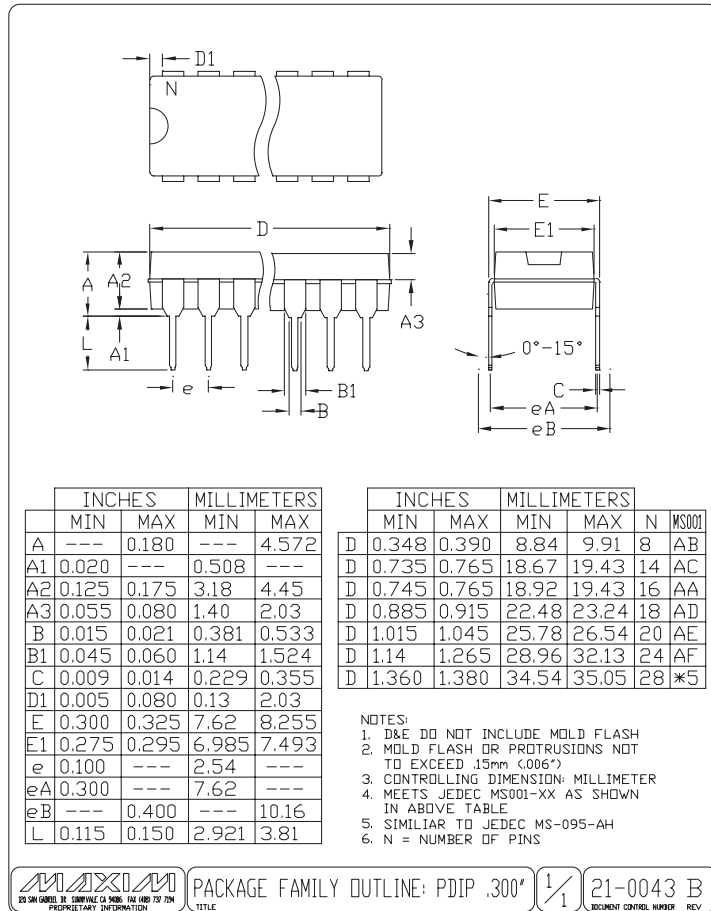 D1
N
D
E
E1
A
A2
A3
L
A1
0°-15°
e
B1
B
C
eA
eB
INCHES MILLIMETERS
MIN MAX MIN MAX
A --- 0.180 --- 4.572
A1 0.020 --- 0.508 ---
A2 0.125 0.175 3.18 4.45
A3 0.055 0.080 1.40 2.03
B 0.015 0.021 0.381 0.533
B1 0.045 0.060 1.14 1.524
C 0.009 0.014 0.229 0.355
D1 0.005 0.080 0.13 2.03
E 0.300 0.325 7.62 8.255
E1 0.275 0.295 6.985 7.493
e 0.100 --- 2.54 ---
eA 0.300 --- 7.62 ---
eB --- 0.400 --- 10.16
L 0.115 0.150 2.921 3.81
INCHES MILLIMETERS
MIN MAX MIN MAX N MS001
D 0.348 0.390 8.84 9.91 8 AB
D 0.735 0.765 18.67 19.43 14 AC
D 0.745 0.765 18.92 19.43 16 AA
D 0.885 0.915 22.48 23.24 18 AD
D 1.015 1.045 25.78 26.54 20 AE
D 1.14 1.265 28.96 32.13 24 AF
D 1.360 1.380 34.54 35.05 28 *5
NOTES:
1. D&E DO NOT INCLUDE MOLD FLASH
2. MOLD FLASH OR PROTRUSIONS NOT
TO EXCEED .15mm (.006")
3. CONTROLLING DIMENSION: MILLIMETER
4. MEETS JEDEC MS001-XX AS SHOWN
IN ABOVE TABLE
5. SIMILIAR TO JEDEC MS-095-AH
6. N = NUMBER OF PINS
MAXIM
120 SAN GABRIEL DR SUNNYVALE CA 94086 FAX (408) 737 7194
PROPRIETARY INFORMATION
PACKAGE FAMILY OUTLINE: PDIP .300"
TITLE
1/1
21-0043 B
DOCUMENT CONTROL NUMBER REV